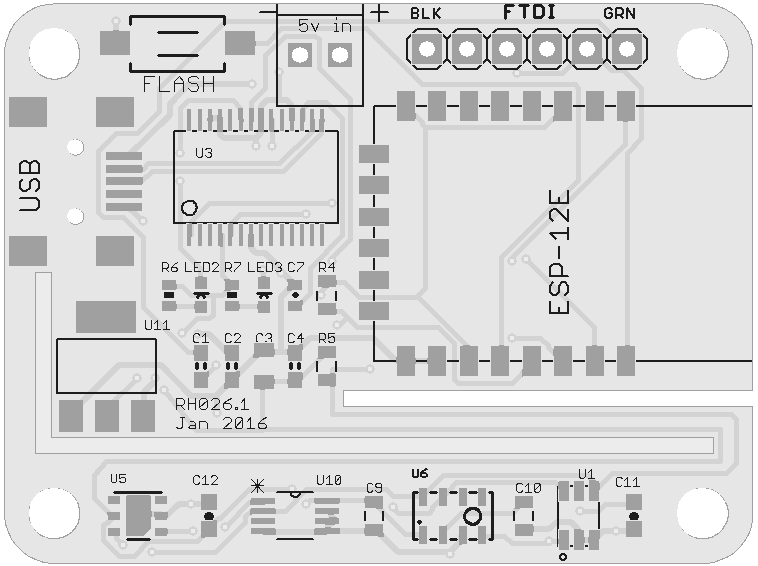 BLK FTDI GRN
- 5v in +
FLASH
U3
USB
ESP-12E
R6 LED2 R7 LED3 C7 R4
U11
C1 C2 C3 C4 R5
RH026.1
Jan 2016
U5 C12 U10 C9 U6 C10 U1 C11